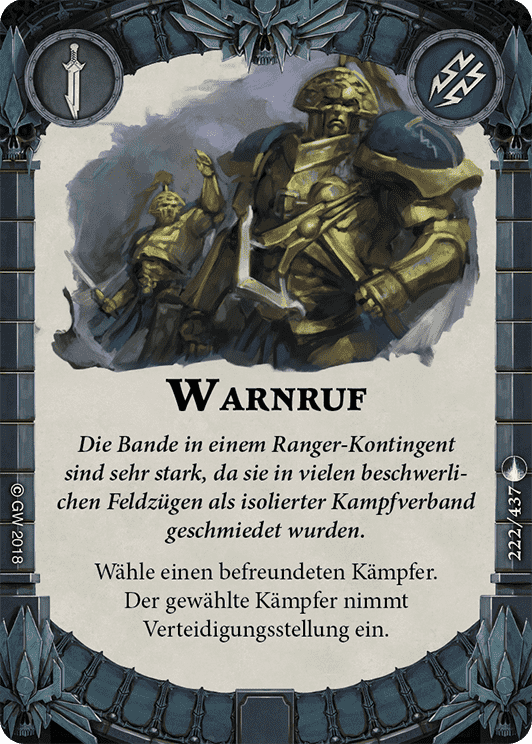 Warnruf
Die Bande in einem Ranger-Kontingent
sind sehr stark, da sie in vielen beschwerli-
chen Feldzügen als isolierter Kampfverband
geschmiedet wurden.
Wähle einen befreundeten Kämpfer.
Der gewählte Kämpfer nimmt
Verteidigungsstellung ein.
© GW 2018
222/437